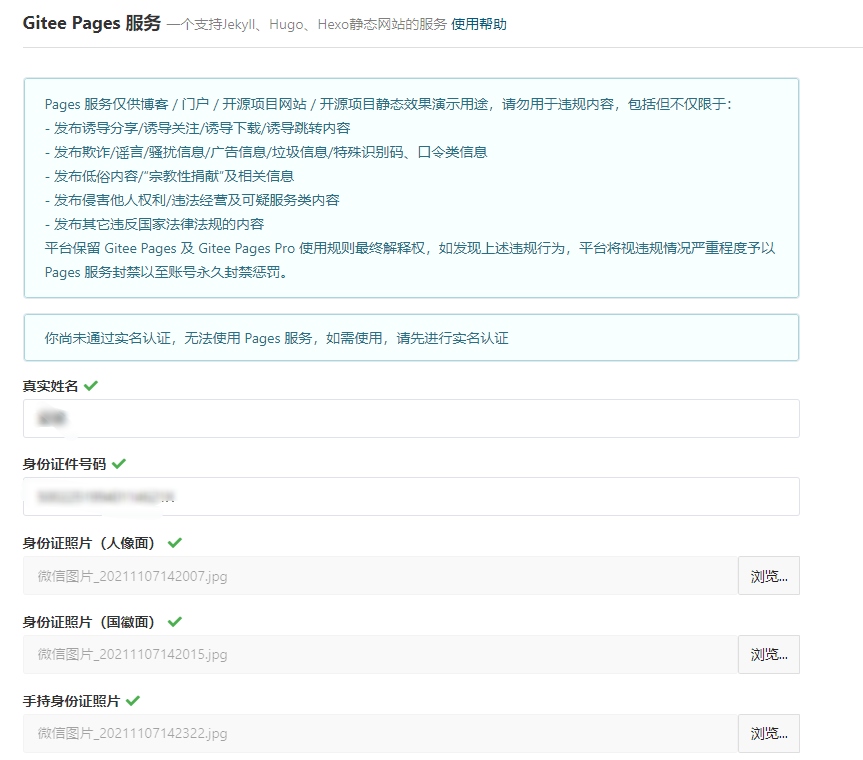 Gitee Pages 服务 一个支持Jekyll、Hugo、Hexo静态网站的服务 使用帮助
Pages 服务仅供博客 / 门户 / 开源项目网站 / 开源项目静态效果演示用途，请勿用于违规内容，包括但不仅限于：
- 发布诱导分享/诱导关注/诱导下载/诱导跳转内容
- 发布欺诈/谣言/骚扰信息/广告信息/垃圾信息/特殊识别码、口令类信息
- 发布低俗内容/“宗教性捐献”及相关信息
- 发布侵害他人权利/违法经营及可疑服务类内容
- 发布其它违反国家法律法规的内容
平台保留 Gitee Pages 及 Gitee Pages Pro 使用规则最终解释权，如发现上述违规行为，平台将视违规情况严重程度予以
Pages 服务封禁以至账号永久封禁惩罚。
你尚未通过实名认证，无法使用 Pages 服务，如需使用，请先进行实名认证
真实姓名
身份证件号码
身份证照片（人像面）
微信图片_20211107142007.jpg 浏览...
身份证照片（国徽面）
微信图片_20211107142015.jpg 浏览...
手持身份证照片
微信图片_20211107142322.jpg 浏览...